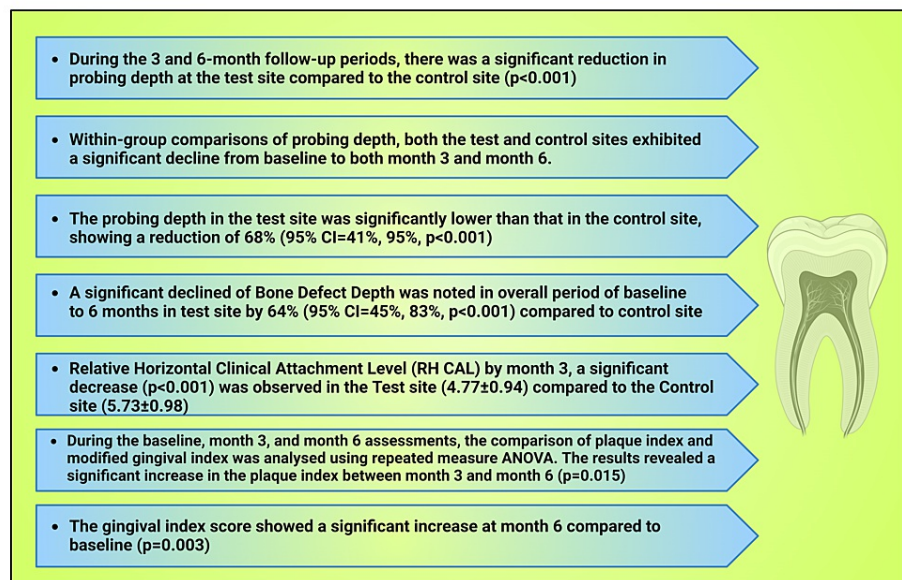 • During the 3 and 6-month follow-up periods, there was a significant reduction in
probing depth at the test site compared to the control site (p<0.001)
• Within-group comparisons of probing depth, both the test and control sites exhibited
a significant decline from baseline to both month 3 and month 6.
• The probing depth in the test site was significantly lower than that in the control site,
showing a reduction of 68% (95% CI=41%, 95%, p<0.001)
• A significant declined of Bone Defect Depth was noted in overall period of baseline
to 6 months in test site by 64% (95% CI=45%, 83%, p<0.001) compared to control site
• Relative Horizontal Clinical Attachment Level (RH CAL) by month 3, a significant
decrease (p<0.001) was observed in the Test site (4.77±0.94) compared to the Control
site (5.73±0.98)
• During the baseline, month 3, and month 6 assessments, the comparison of plaque index and
modified gingival index was analysed using repeated measure ANOVA. The results revealed a
significant increase in the plaque index between month 3 and month 6 (p=0.015)
• The gingival index score showed a significant increase at month 6 compared to
baseline (p=0.003)